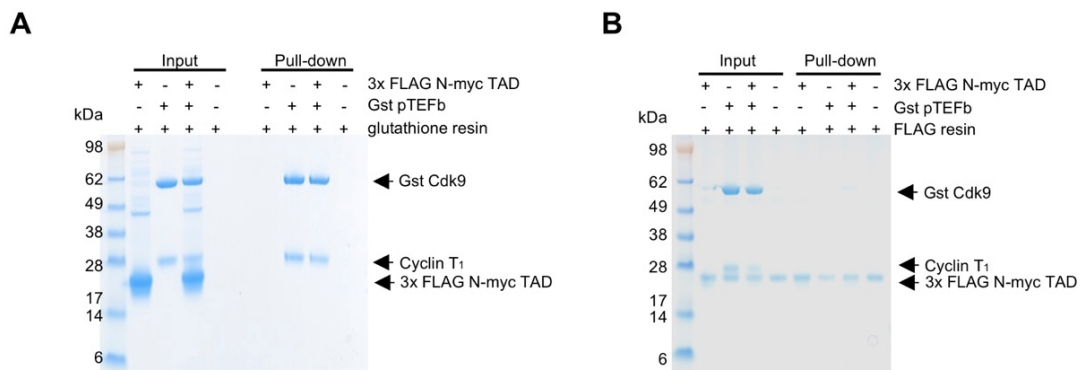 A
Input
Pull-down
+ - + - + - + - 3x FLAG N-myc TAD
- + + - - + + - Gst pTEFb
+ + + + + + + + glutathione resin
kDa
98
62
49
38
28
17
14
6
Gst Cdk9
Cyclin T1
3x FLAG N-myc TAD
B
Input
Pull-down
+ - + - + - + - 3x FLAG N-myc TAD
- + + - - + + - Gst pTEFb
+ + + + + + + + FLAG resin
kDa
98
62
49
38
28
17
14
6
Gst Cdk9
Cyclin T1
3x FLAG N-myc TAD